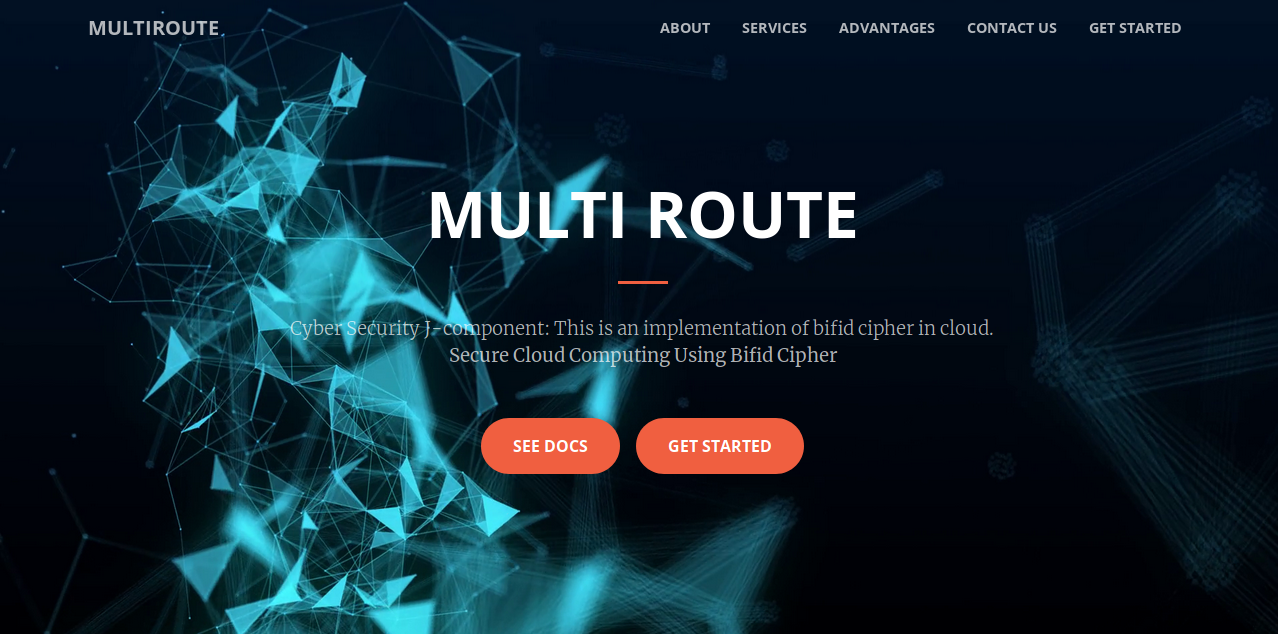 MULTIROUTE
ABOUT SERVICES ADVANTAGES CONTACT US GET STARTED
MULTI ROUTE
Cyber Security J-component: This is an implementation of bifid cipher in cloud.
Secure Cloud Computing Using Bifid Cipher
SEE DOCS GET STARTED